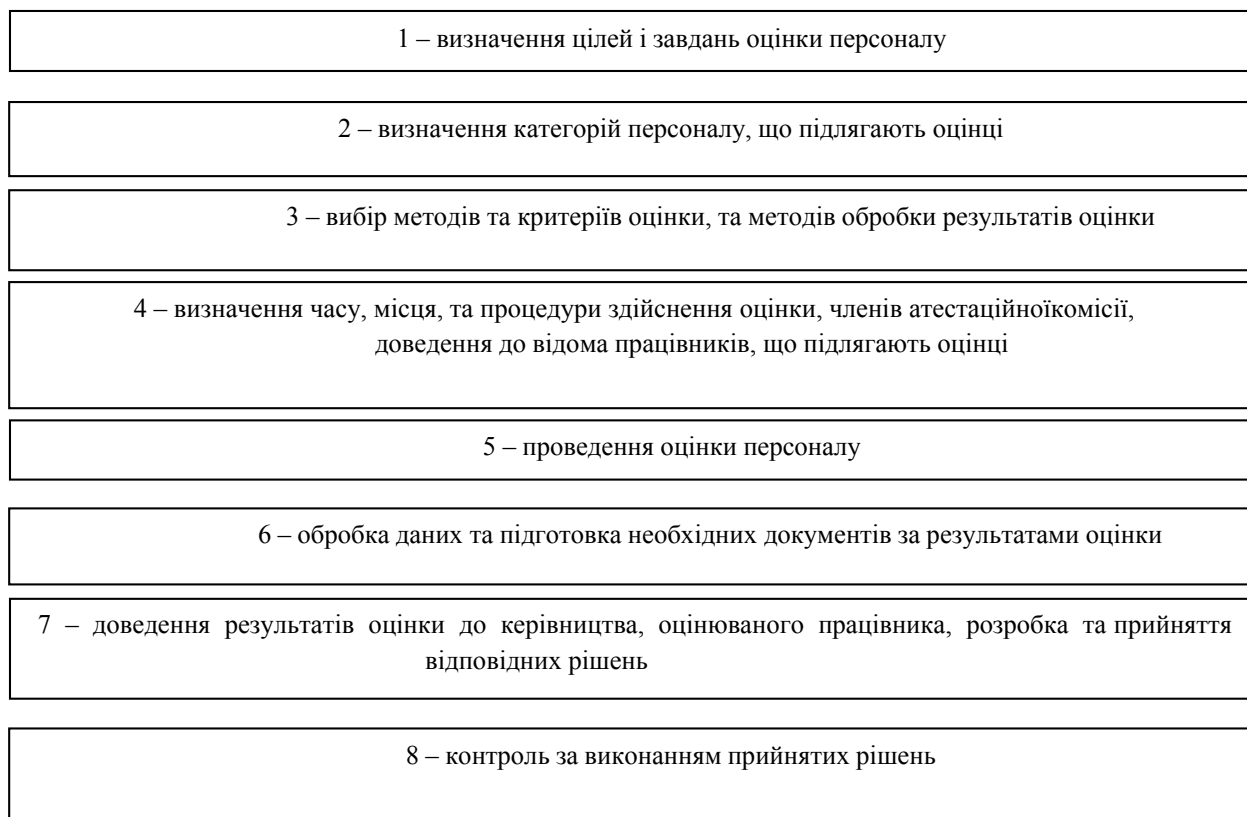 1 – визначення цілей і завдань оцінки персоналу
2 – визначення категорій персоналу, що підлягають оцінці
3 – вибір методів та критеріїв оцінки, та методів обробки результатів оцінки
4 – визначення часу, місця, та процедури здійснення оцінки, членів атестаційноїкомісії,
доведення до відома працівників, що підлягають оцінці
5 – проведення оцінки персоналу
6 – обробка даних та підготовка необхідних документів за результатами оцінки
7 – доведення результатів оцінки до керівництва, оцінюваного працівника, розробка та прийняття
відповідних рішень
8 – контроль за виконанням прийнятих рішень